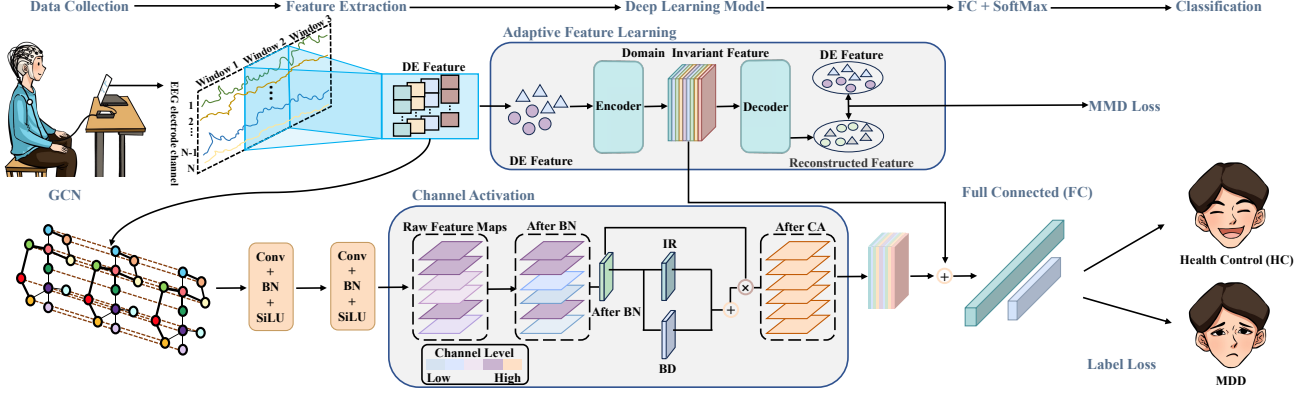 Data Collection
Feature Extraction
Deep Learning Model
FC + SoftMax
Classification
Window 1
Window 2
Window 3
EEG electrode channel
1
2
...
N-1
N
...
DE Feature
Adaptive Feature Learning
DE Feature
Encoder
Domain Invariant Feature
Decoder
DE Feature
Reconstructed Feature
MMD Loss
GCN
Conv
+
BN
+
SiLU
Conv
+
BN
+
SiLU
Channel Activation
Raw Feature Maps
After BN
After BN
IR
BD
+
×
After CA
Channel Level
Low
High
+
Full Connected (FC)
Health Control (HC)
Label Loss
MDD